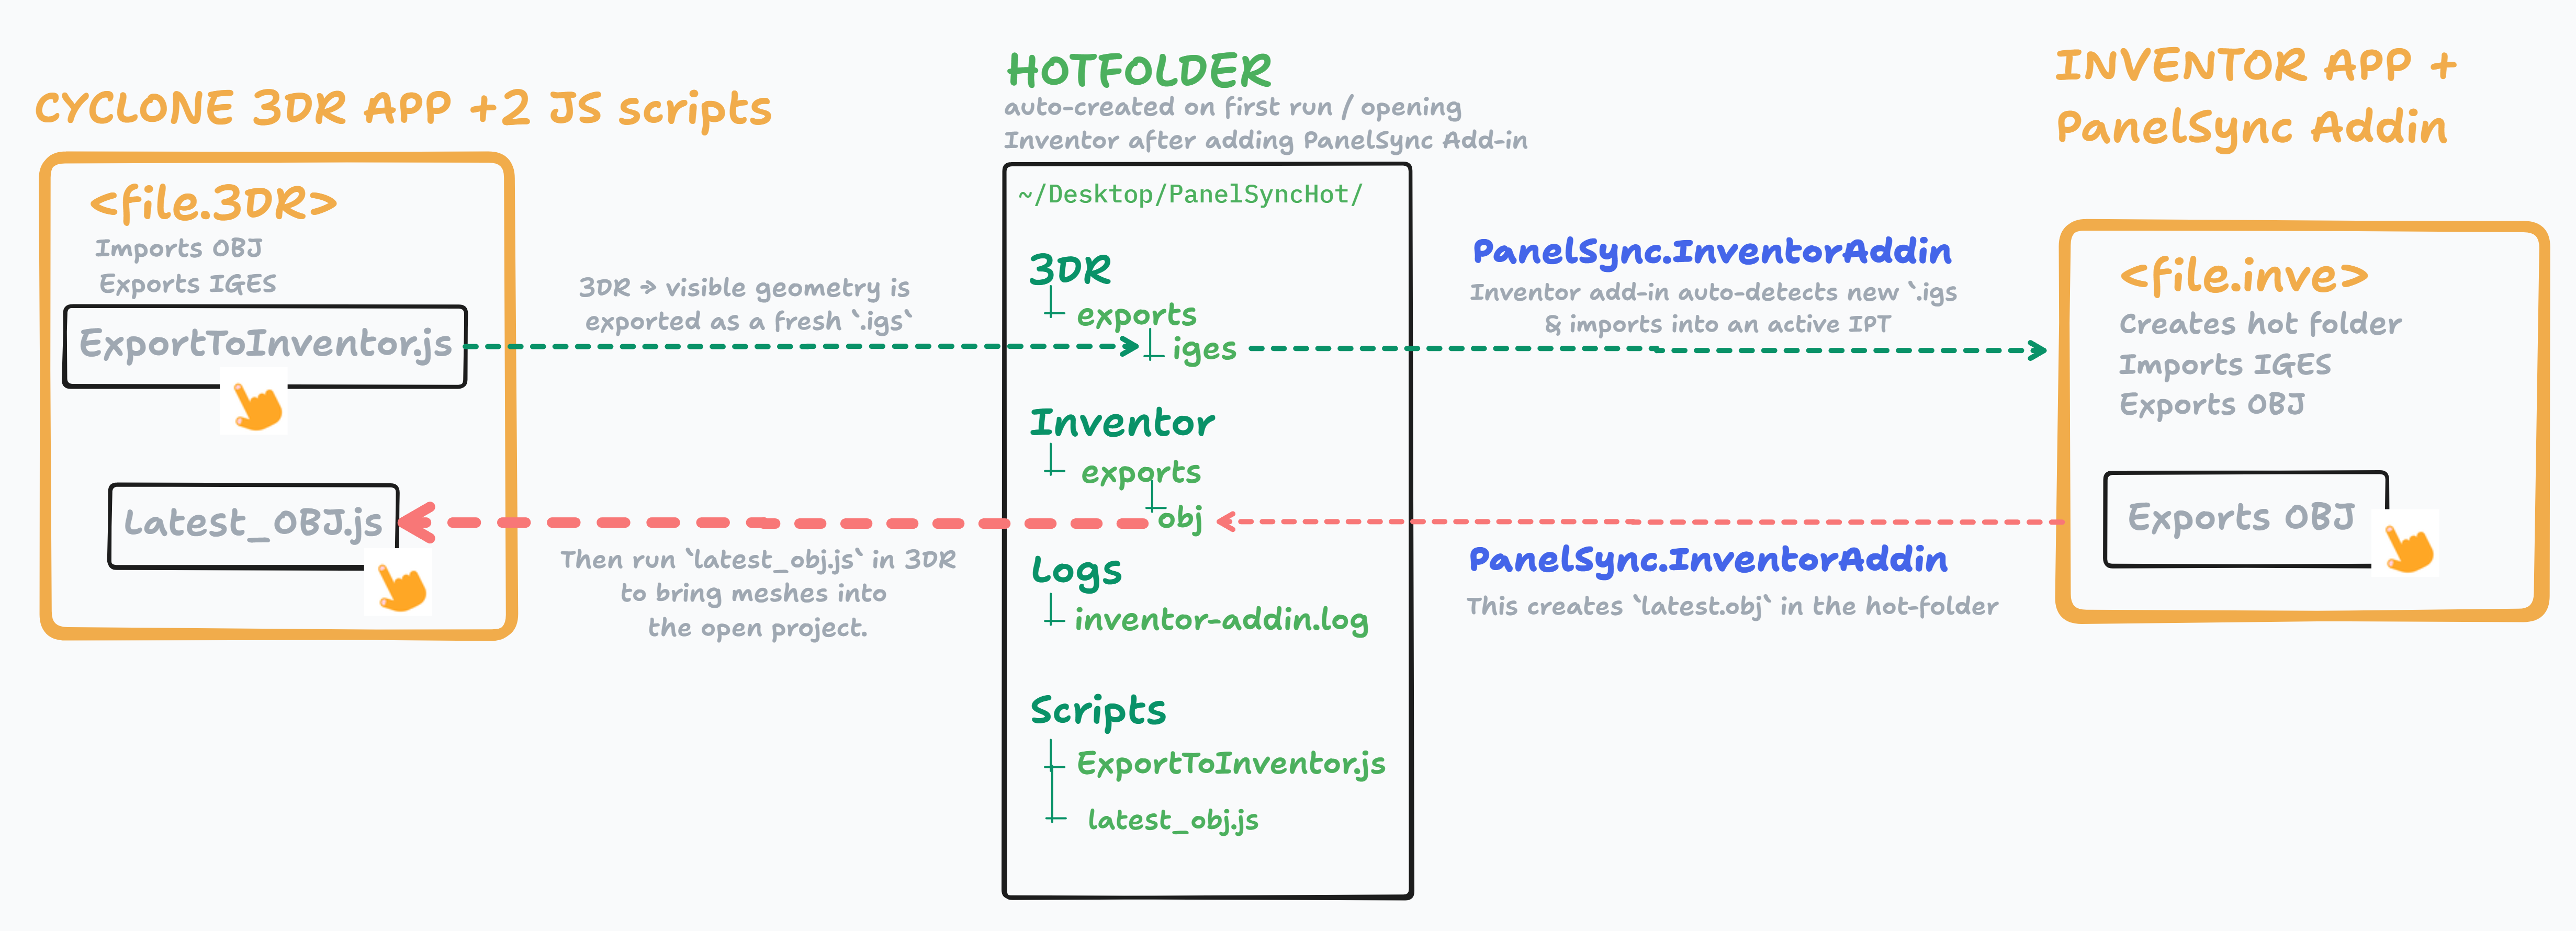 CYCLONE 3DR APP +2 JS scripts
<file.3DR>
Imports OBJ
Exports IGES
ExportToInventor.js
Latest_OBJ.js
3DR → visible geometry is
exported as a fresh `.igs`
Then run `latest_obj.js` in 3DR
to bring meshes into
the open project.
HOTFOLDER
auto-created on first run / opening
Inventor after adding PanelSync Add-in
~/Desktop/PanelSyncHot/
3DR
exports
iges
Inventor
exports
obj
Logs
inventor-addin.log
Scripts
ExportToInventor.js
latest_obj.js
PanelSync.InventorAddin
Inventor add-in auto-detects new `.igs
& imports into an active IPT
PanelSync.InventorAddin
This creates `latest.obj` in the hot-folder
INVENTOR APP +
PanelSync Addin
<file.inve>
Creates hot folder
Imports IGES
Exports OBJ
Exports OBJ